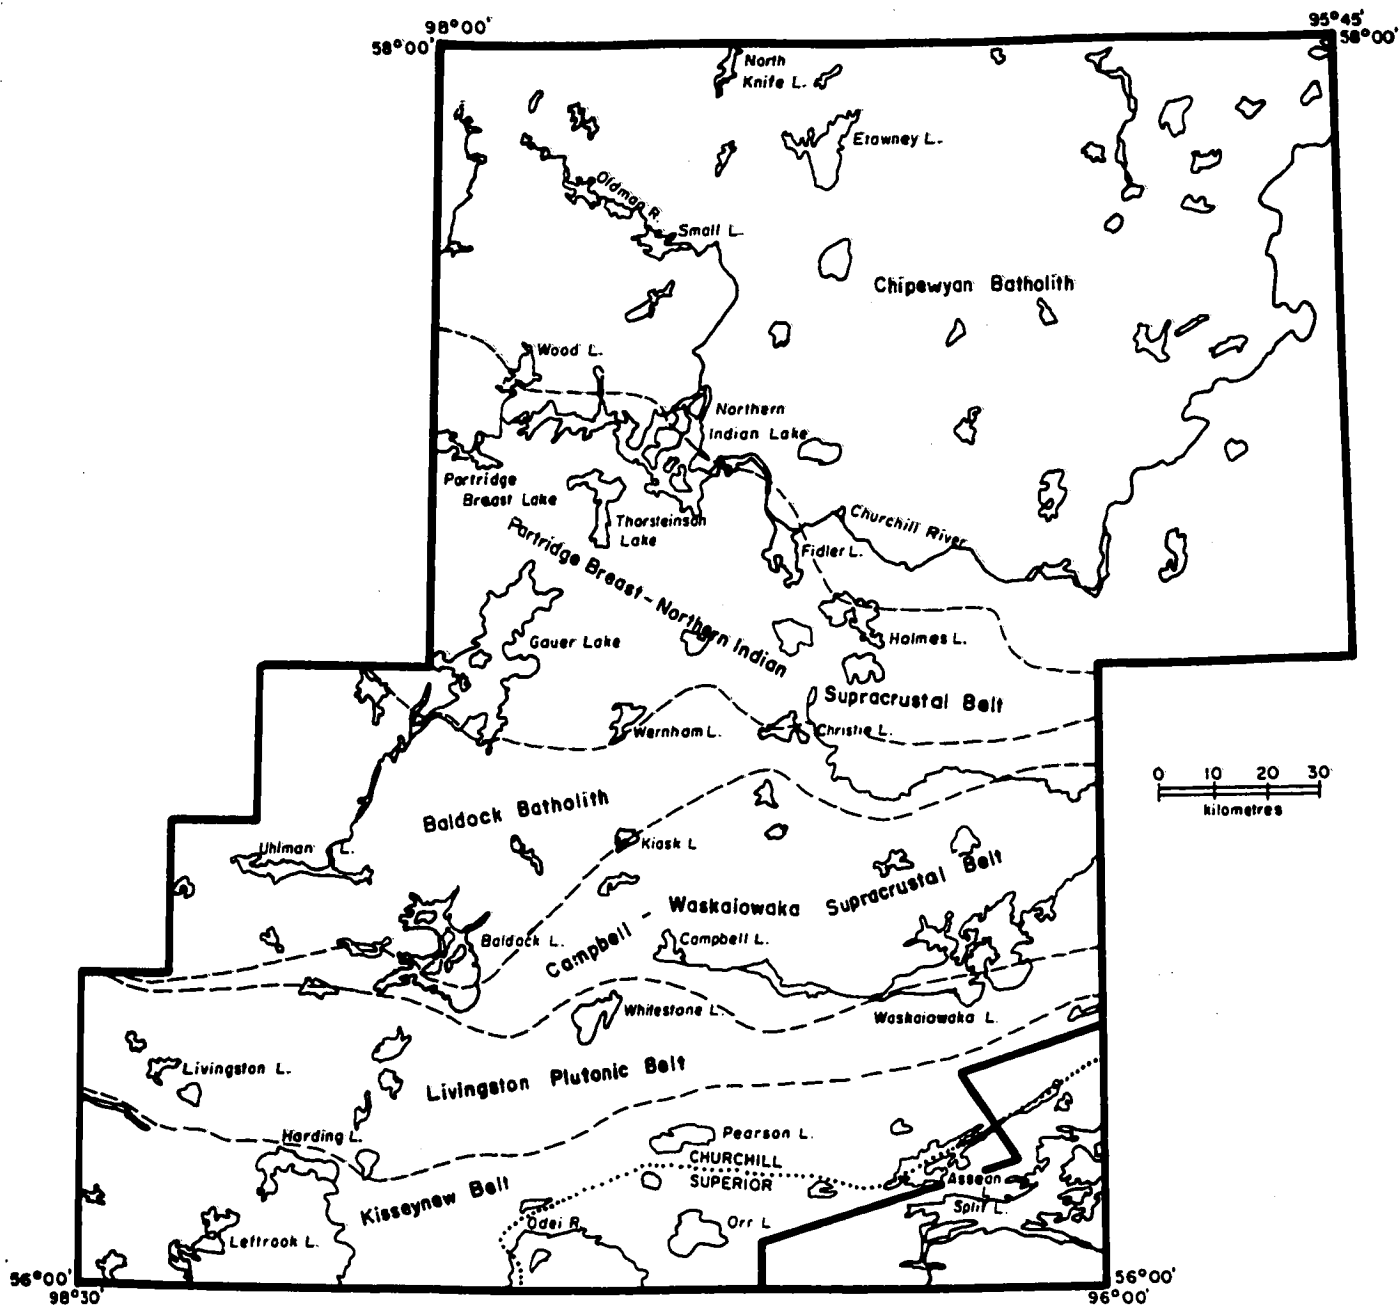 98°00'
95°45'
58°00'
58°00'
North
Knife L.
Etawney L.
Oldman R.
Small L.
Chipewyan Batholith
Wood L.
Northern
Indian Lake
Partridge
Breast Lake
Thorsteinson
Lake
Churchill River
Fidler L.
Partridge Breast - Northern Indian
Supracrustal Belt
Gauer Lake
Holmes L.
Wernham L.
Christie L.
0 10 20 30
kilometres
Baldock Batholith
Uhlman L.
Kiask L
Campbell - Waskaiowaka Supracrustal Belt
Baldock L.
Campbell L.
Whitestone L.
Waskaiowaka L.
Livingston L.
Livingston Plutonic Belt
Harding L.
Pearson L.
CHURCHILL
SUPERIOR
Assean
L.
Split L.
Kisseynew Belt
Odei R.
Orr L
Leftrook L.
56°00'
98°30'
56°00'
96°00'